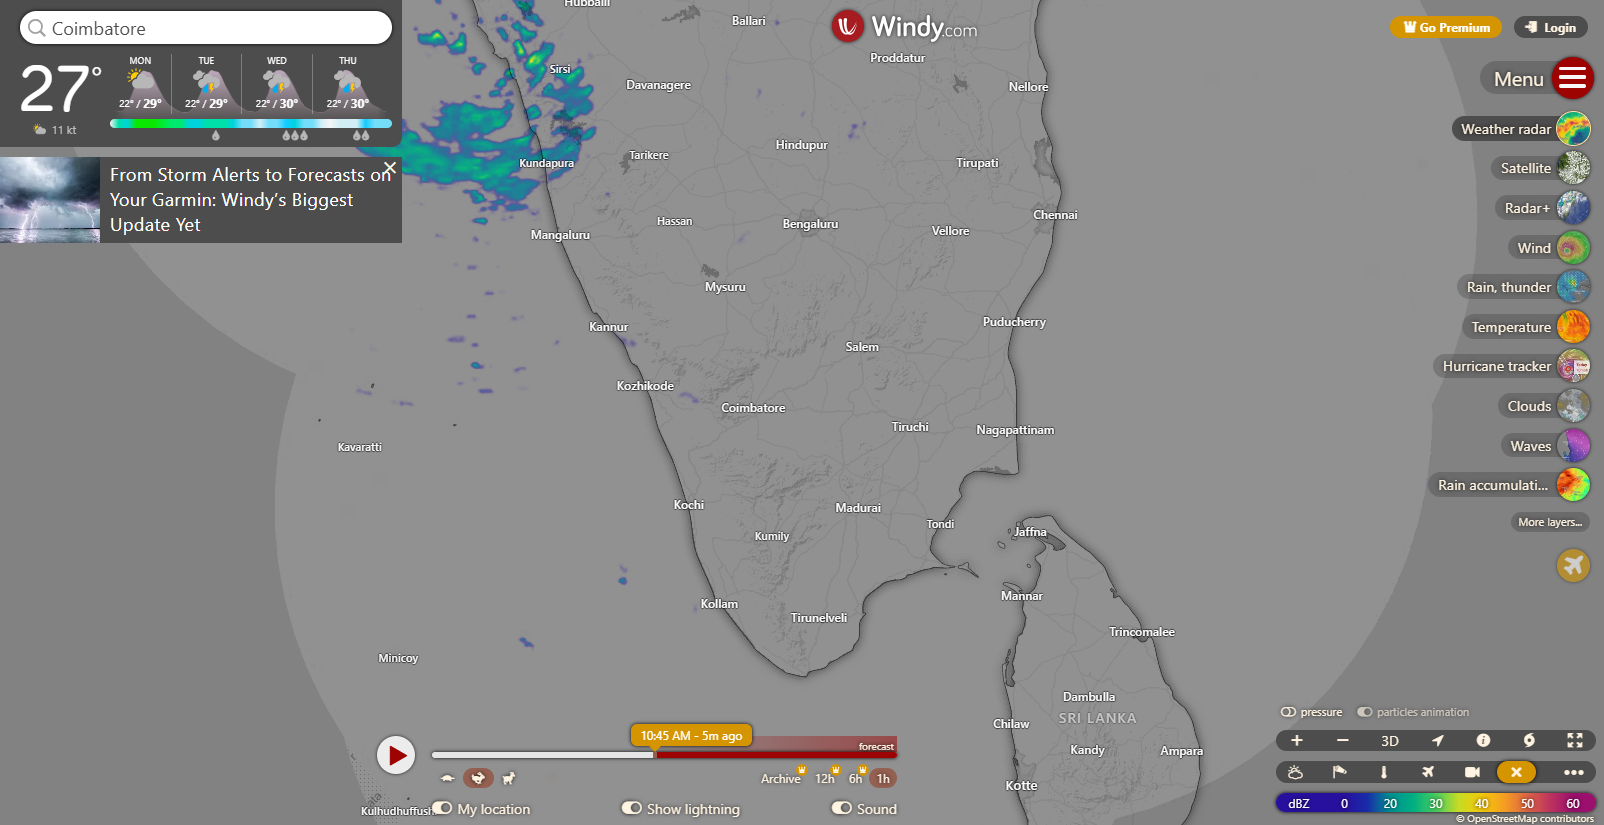 Coimbatore
27°
11 kt
MON
22° / 29°
TUE
22° / 29°
WED
22° / 30°
THU
22° / 30°
From Storm Alerts to Forecasts on
Your Garmin: Windy’s Biggest
Update Yet
Windy.com
Go Premium
Login
Menu
Weather radar
Satellite
Radar+
Wind
Rain, thunder
Temperature
Hurricane tracker
Clouds
Waves
Rain accumulati...
More layers...
Hubballi
Ballari
Proddatur
Sirsi
Davanagere
Nellore
Hindupur
Kundapura
Tarikere
Tirupati
Chennai
Hassan
Bengaluru
Vellore
Mangaluru
Mysuru
Puducherry
Kannur
Salem
Kozhikode
Coimbatore
Tiruchi
Nagapattinam
Kavaratti
Kochi
Madurai
Tondi
Kumily
Jaffna
Mannar
Kollam
Tirunelveli
Trincomalee
Minicoy
Dambulla
SRI LANKA
Chilaw
Kandy
Ampara
Kotte
Kulhudhuffush
10:45 AM - 5m ago
forecast
Archive
12h
6h
1h
My location
Show lightning
Sound
pressure
particles animation
+
−
3D
dBZ
0
20
30
40
50
60
© OpenStreetMap contributors